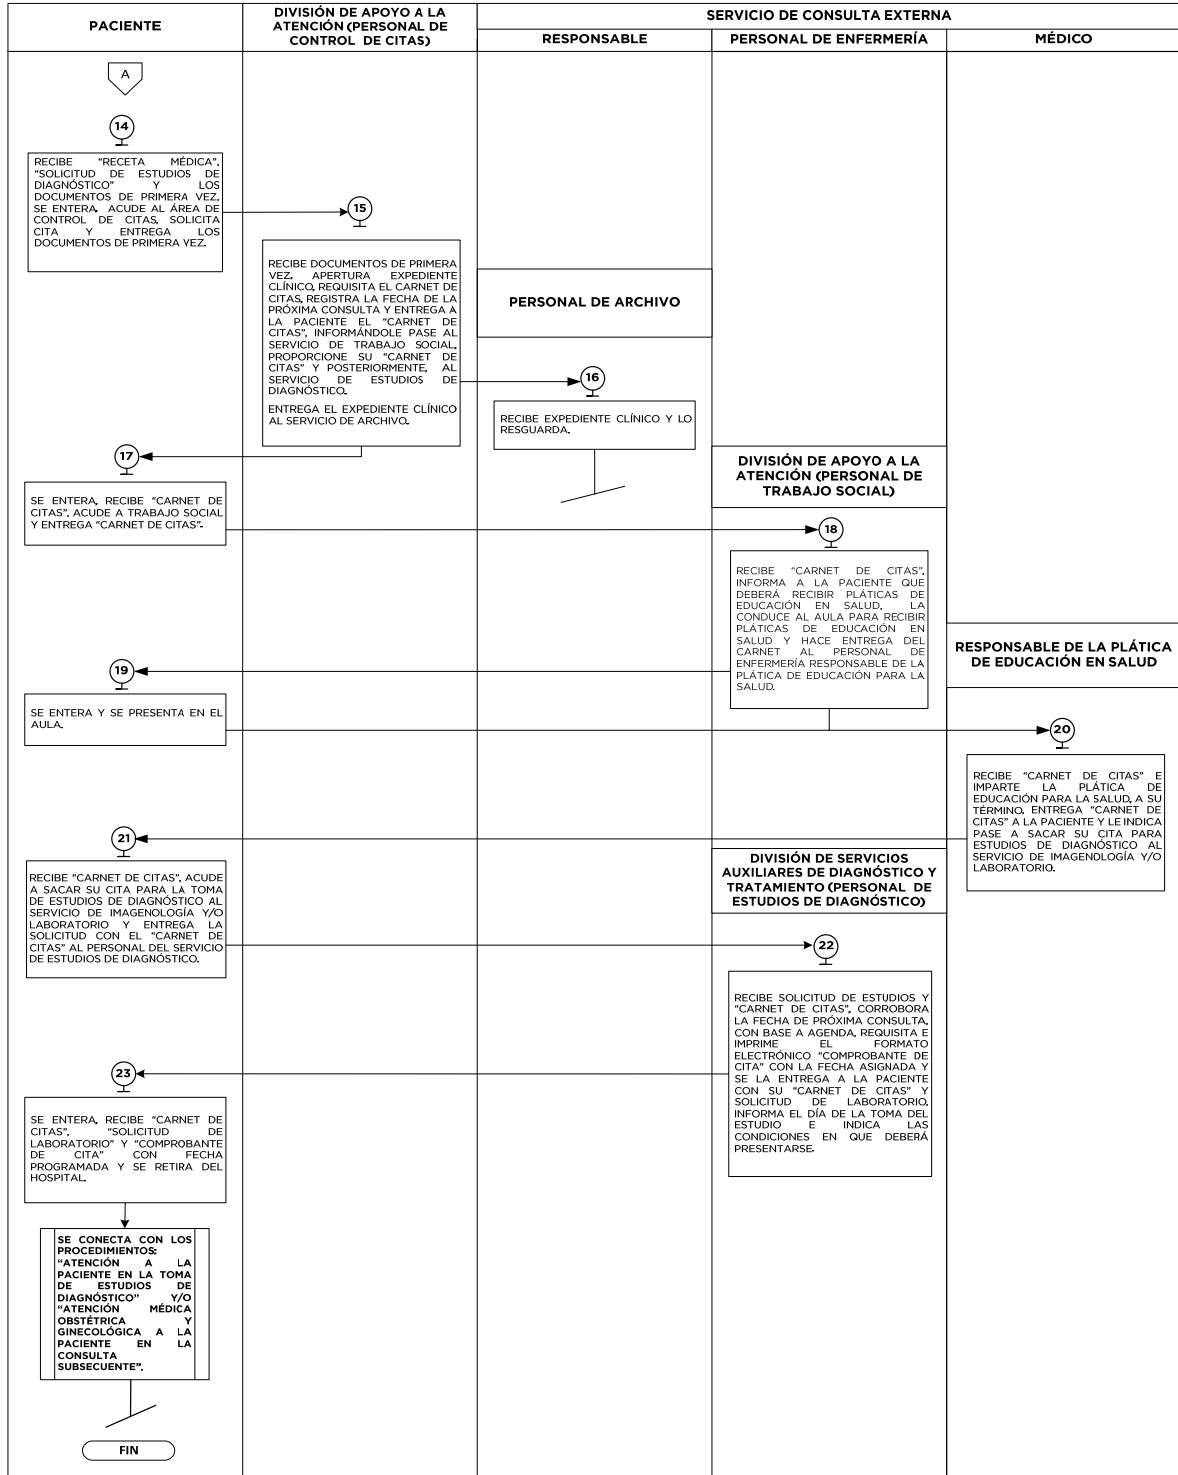 PACIENTE
DIVISIÓN DE APOYO A LA
ATENCIÓN (PERSONAL DE
CONTROL DE CITAS)
SERVICIO DE CONSULTA EXTERNA
RESPONSABLE
PERSONAL DE ENFERMERÍA
MÉDICO
A
14
RECIBE "RECETA MÉDICA",
"SOLICITUD DE ESTUDIOS DE
DIAGNÓSTICO" Y LOS
DOCUMENTOS DE PRIMERA VEZ,
SE ENTERA, ACUDE AL ÁREA DE
CONTROL DE CITAS, SOLICITA
CITA Y ENTREGA LOS
DOCUMENTOS DE PRIMERA VEZ.
15
RECIBE DOCUMENTOS DE PRIMERA
VEZ, APERTURA EXPEDIENTE
CLÍNICO, REQUISITA EL CARNET DE
CITAS, REGISTRA LA FECHA DE LA
PRÓXIMA CONSULTA Y ENTREGA A
LA PACIENTE EL "CARNET DE
CITAS", INFORMÁNDOLE PASE AL
SERVICIO DE TRABAJO SOCIAL,
PROPORCIONE SU "CARNET DE
CITAS" Y POSTERIORMENTE, AL
SERVICIO DE ESTUDIOS DE
DIAGNÓSTICO.
ENTREGA EL EXPEDIENTE CLÍNICO
AL SERVICIO DE ARCHIVO.
PERSONAL DE ARCHIVO
16
RECIBE EXPEDIENTE CLÍNICO Y LO
RESGUARDA.
17
SE ENTERA, RECIBE "CARNET DE
CITAS", ACUDE A TRABAJO SOCIAL
Y ENTREGA "CARNET DE CITAS".
DIVISIÓN DE APOYO A LA
ATENCIÓN (PERSONAL DE
TRABAJO SOCIAL)
18
RECIBE "CARNET DE CITAS",
INFORMA A LA PACIENTE QUE
DEBERÁ RECIBIR PLÁTICAS DE
EDUCACIÓN EN SALUD, LA
CONDUCE AL AULA PARA RECIBIR
PLÁTICAS DE EDUCACIÓN EN
SALUD Y HACE ENTREGA DEL
CARNET AL PERSONAL DE
ENFERMERÍA RESPONSABLE DE LA
PLÁTICA DE EDUCACIÓN PARA LA
SALUD.
19
SE ENTERA Y SE PRESENTA EN EL
AULA.
RESPONSABLE DE LA PLÁTICA
DE EDUCACIÓN EN SALUD
20
RECIBE "CARNET DE CITAS" E
IMPARTE LA PLÁTICA DE
EDUCACIÓN PARA LA SALUD, A SU
TÉRMINO, ENTREGA "CARNET DE
CITAS" A LA PACIENTE Y LE INDICA
PASE A SACAR SU CITA PARA
ESTUDIOS DE DIAGNÓSTICO AL
SERVICIO DE IMAGENOLOGÍA Y/O
LABORATORIO.
21
RECIBE "CARNET DE CITAS", ACUDE
A SACAR SU CITA PARA LA TOMA
DE ESTUDIOS DE DIAGNÓSTICO AL
SERVICIO DE IMAGENOLOGÍA Y/O
LABORATORIO Y ENTREGA LA
SOLICITUD CON EL "CARNET DE
CITAS" AL PERSONAL DEL SERVICIO
DE ESTUDIOS DE DIAGNÓSTICO.
DIVISIÓN DE SERVICIOS
AUXILIARES DE DIAGNÓSTICO Y
TRATAMIENTO (PERSONAL DE
ESTUDIOS DE DIAGNÓSTICO)
22
RECIBE SOLICITUD DE ESTUDIOS Y
"CARNET DE CITAS", CORROBORA
LA FECHA DE PRÓXIMA CONSULTA,
CON BASE A AGENDA, REQUISITA E
IMPRIME EL FORMATO
ELECTRÓNICO "COMPROBANTE DE
CITA" CON LA FECHA ASIGNADA Y
SE LA ENTREGA A LA PACIENTE
CON SU "CARNET DE CITAS" Y
SOLICITUD DE LABORATORIO,
INFORMA EL DÍA DE LA TOMA DEL
ESTUDIO E INDICA LAS
CONDICIONES EN QUE DEBERÁ
PRESENTARSE.
23
SE ENTERA, RECIBE "CARNET DE
CITAS", "SOLICITUD DE
LABORATORIO" Y "COMPROBANTE
DE CITA" CON FECHA
PROGRAMADA Y SE RETIRA DEL
HOSPITAL.
SE CONECTA CON LOS
PROCEDIMIENTOS:
"ATENCIÓN A LA
PACIENTE EN LA TOMA
DE ESTUDIOS DE
DIAGNÓSTICO" Y/O
"ATENCIÓN MÉDICA
OBSTÉTRICA Y
GINECOLÓGICA A LA
PACIENTE EN LA
CONSULTA
SUBSECUENTE".
FIN